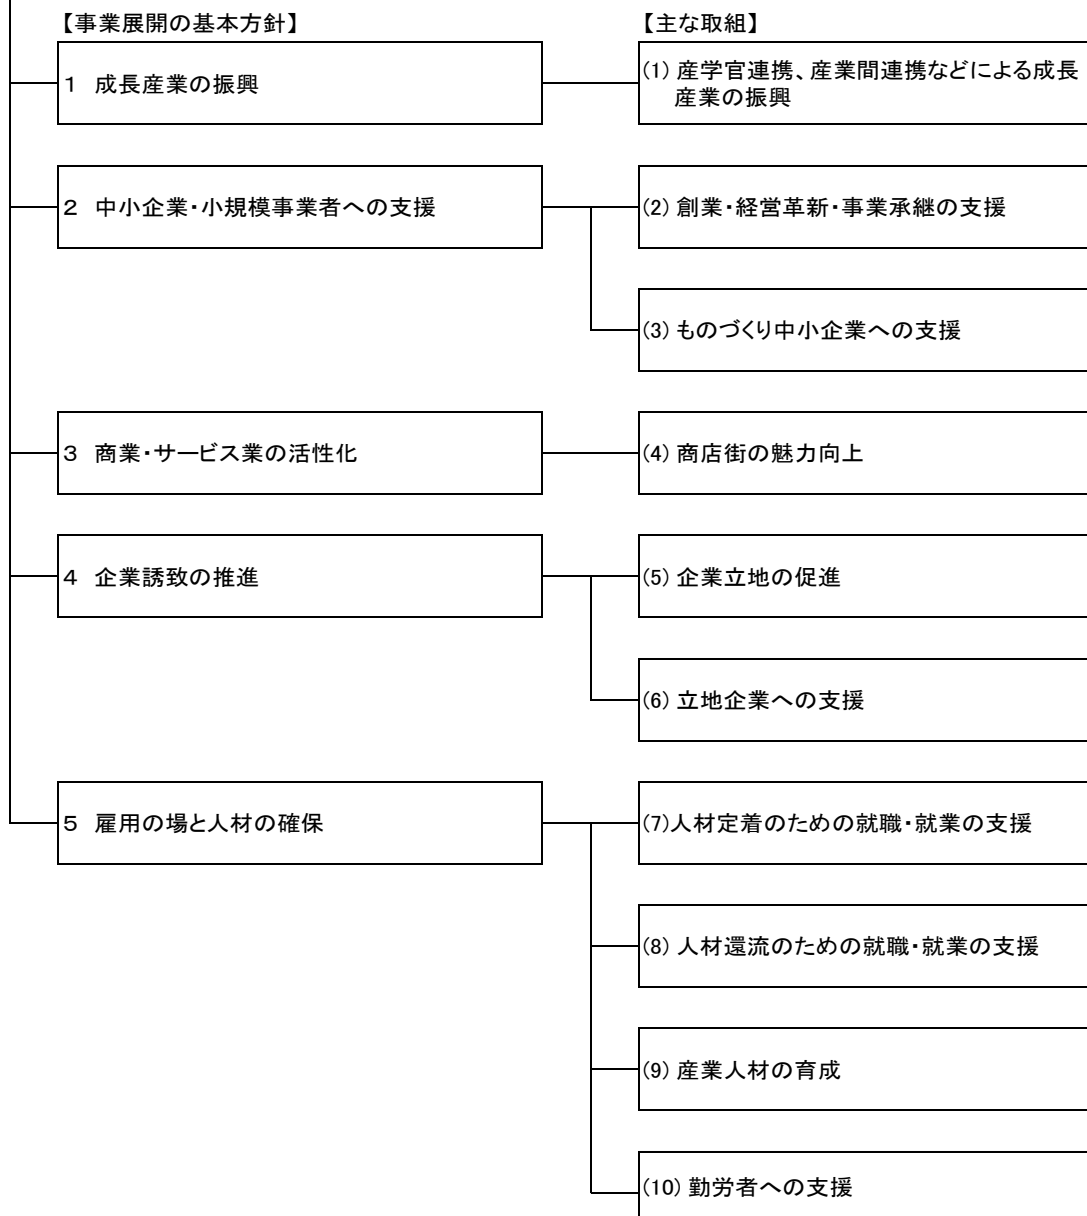 【事業展開の基本方針】 【主な取組】
1 成長産業の振興
(1) 産学官連携、産業間連携などによる成長
産業の振興
2 中小企業・小規模事業者への支援
(2) 創業・経営革新・事業承継の支援
(3) ものづくり中小企業への支援
3 商業・サービス業の活性化
(4) 商店街の魅力向上
4 企業誘致の推進
(5) 企業立地の促進
(6) 立地企業への支援
5 雇用の場と人材の確保
(7)人材定着のための就職・就業の支援
(8) 人材還流のための就職・就業の支援
(9) 産業人材の育成
(10) 勤労者への支援